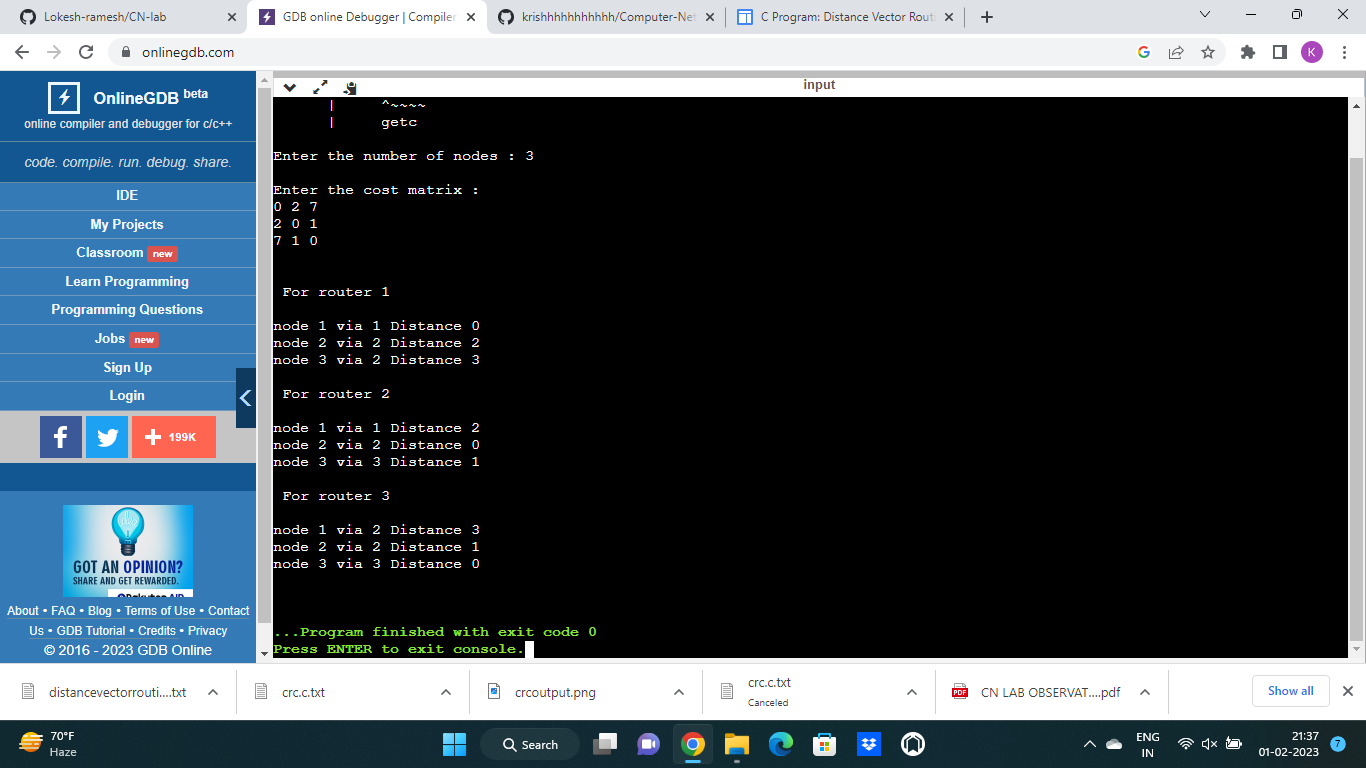 Lokesh-ramesh/CN-lab
GDB online Debugger | Compiler
krishhhhhhhhhhh/Computer-Net
C Program: Distance Vector Rout
onlinegdb.com
K
OnlineGDB beta
online compiler and debugger for c/c++
code. compile. run. debug. share.
IDE
My Projects
Classroom new
Learn Programming
Programming Questions
Jobs new
Sign Up
Login
f
+ 199K
GOT AN OPINION?
SHARE AND GET REWARDED.
About • FAQ • Blog • Terms of Use • Contact
Us • GDB Tutorial • Credits • Privacy
© 2016 - 2023 GDB Online
input
| ^~~~~
| getc
Enter the number of nodes : 3
Enter the cost matrix :
0 2 7
2 0 1
7 1 0
For router 1
node 1 via 1 Distance 0
node 2 via 2 Distance 2
node 3 via 2 Distance 3
For router 2
node 1 via 1 Distance 2
node 2 via 2 Distance 0
node 3 via 3 Distance 1
For router 3
node 1 via 2 Distance 3
node 2 via 2 Distance 1
node 3 via 3 Distance 0
...Program finished with exit code 0
Press ENTER to exit console.
distancevectorrouti....txt
crc.c.txt
crcoutput.png
crc.c.txt
Canceled
PDF
CN LAB OBSERVAT....pdf
Show all
70°F
Haze
Search
ENG
IN
21:37
01-02-2023
7